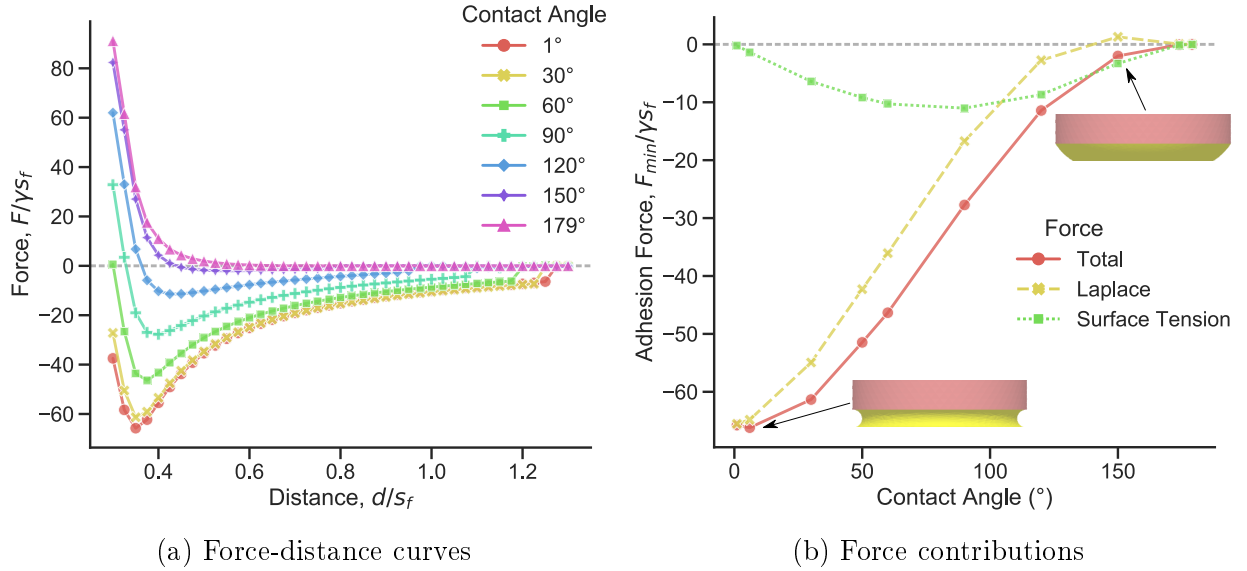 Contact Angle
1°
30°
60°
90°
120°
150°
179°
Force, F/γs_f
80
60
40
20
0
−20
−40
−60
0.4
0.6
0.8
1.0
1.2
Distance, d/s_f
(a) Force-distance curves
Adhesion Force, F_min/γs_f
0
−10
−20
−30
−40
−50
−60
Force
Total
Laplace
Surface Tension
0
50
100
150
Contact Angle (°)
(b) Force contributions